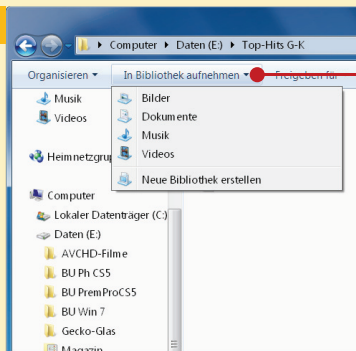 Computer ▸ Daten (E:) ▸ Top-Hits G-K
Organisieren In Bibliothek aufnehmen Freigeben für
Musik
Videos
Heimnetzgru
Computer
Lokaler Datenträger (C:)
Daten (E:)
AVCHD-Filme
BU Ph CS5
BU PremProCS5
BU Win 7
Gecko-Glas
Magazin
Bilder
Dokumente
Musik
Videos
Neue Bibliothek erstellen